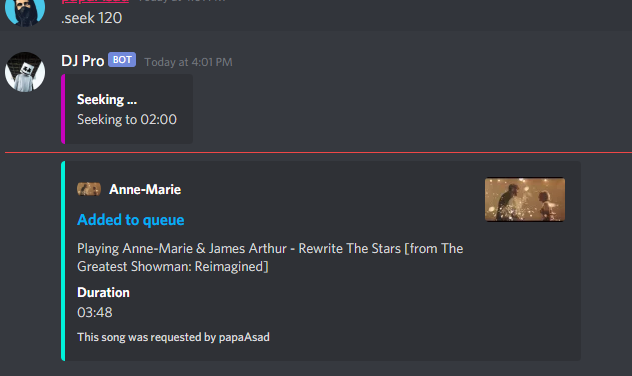 .seek 120
DJ Pro BOT Today at 4:01 PM
Seeking ...
Seeking to 02:00
Anne-Marie
Added to queue
Playing Anne-Marie & James Arthur - Rewrite The Stars [from The
Greatest Showman: Reimagined]
Duration
03:48
This song was requested by papaAsad